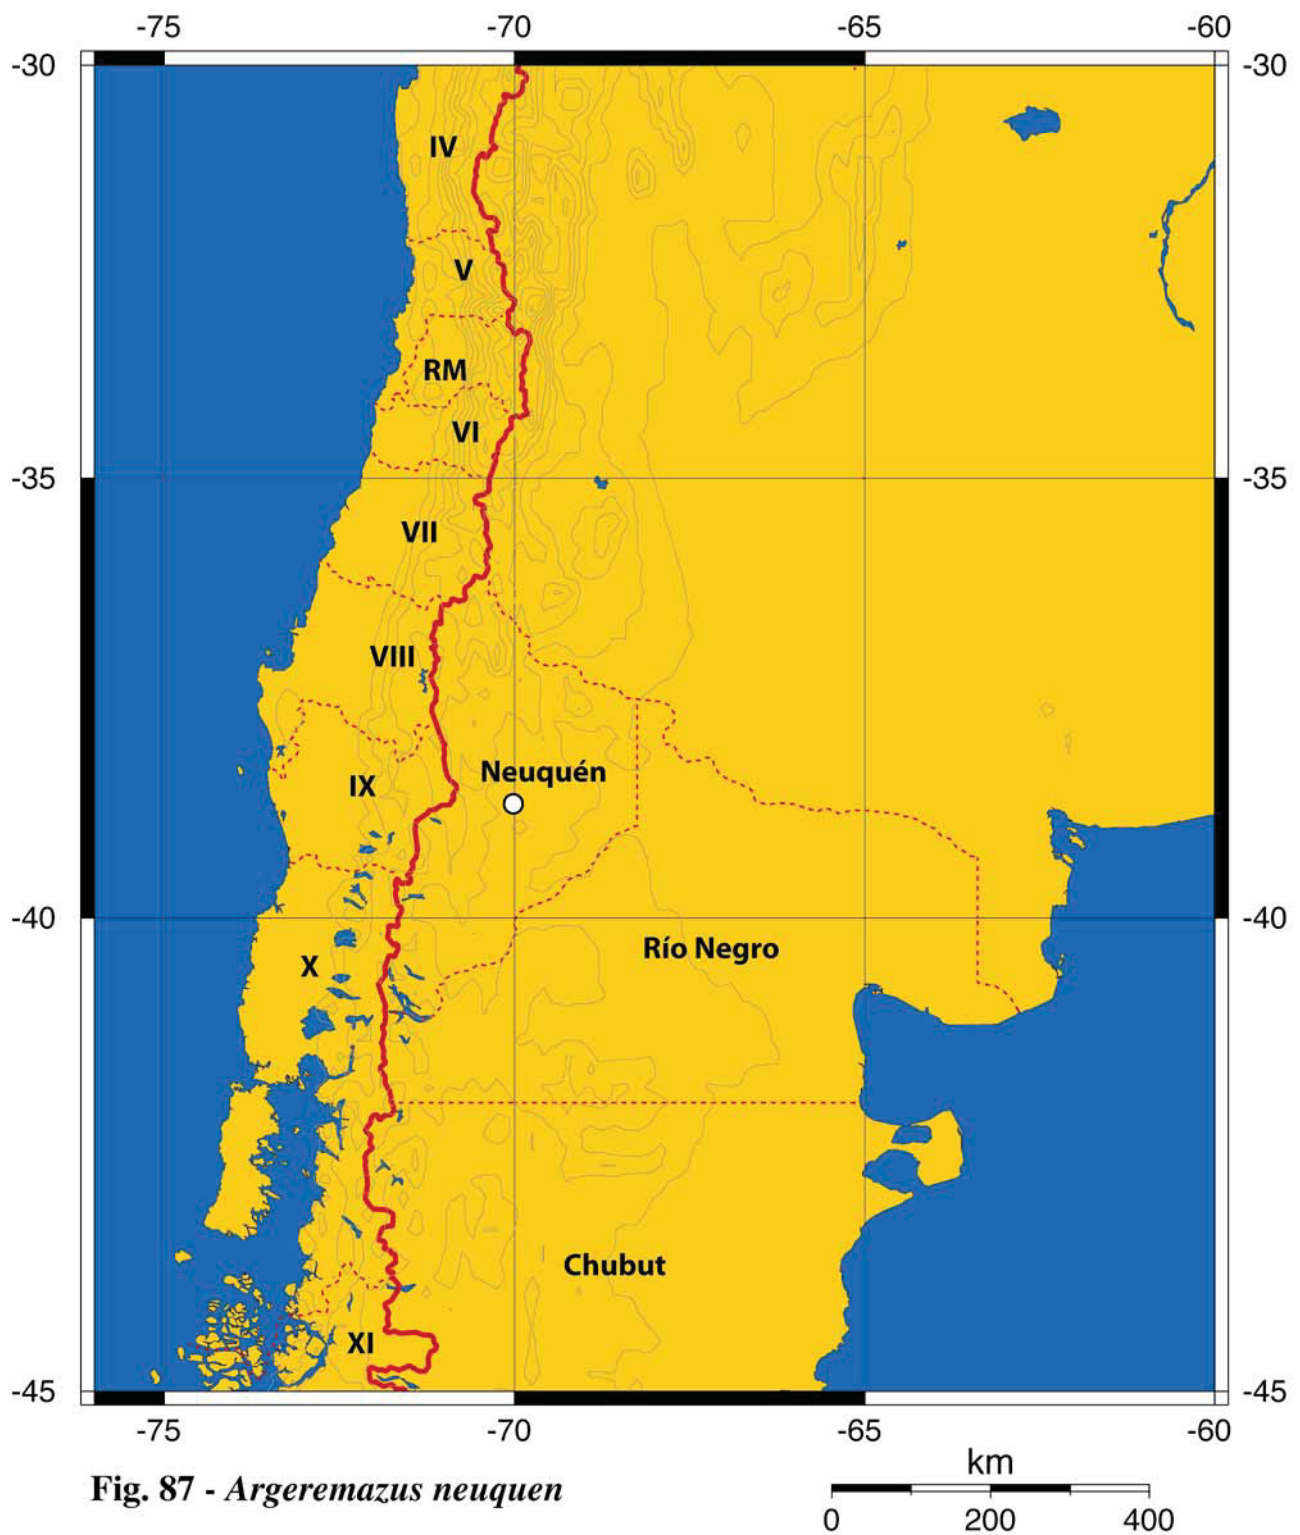 -75 -70 -65 -60
-30 -30
IV
V
RM
VI
-35 -35
VII
VIII
Neuquén
IX
-40 -40
Río Negro
X
Chubut
XI
-45 -45
-75 -70 -65 -60
km
Fig. 87 - Argeremazus neuquen
0 200 400